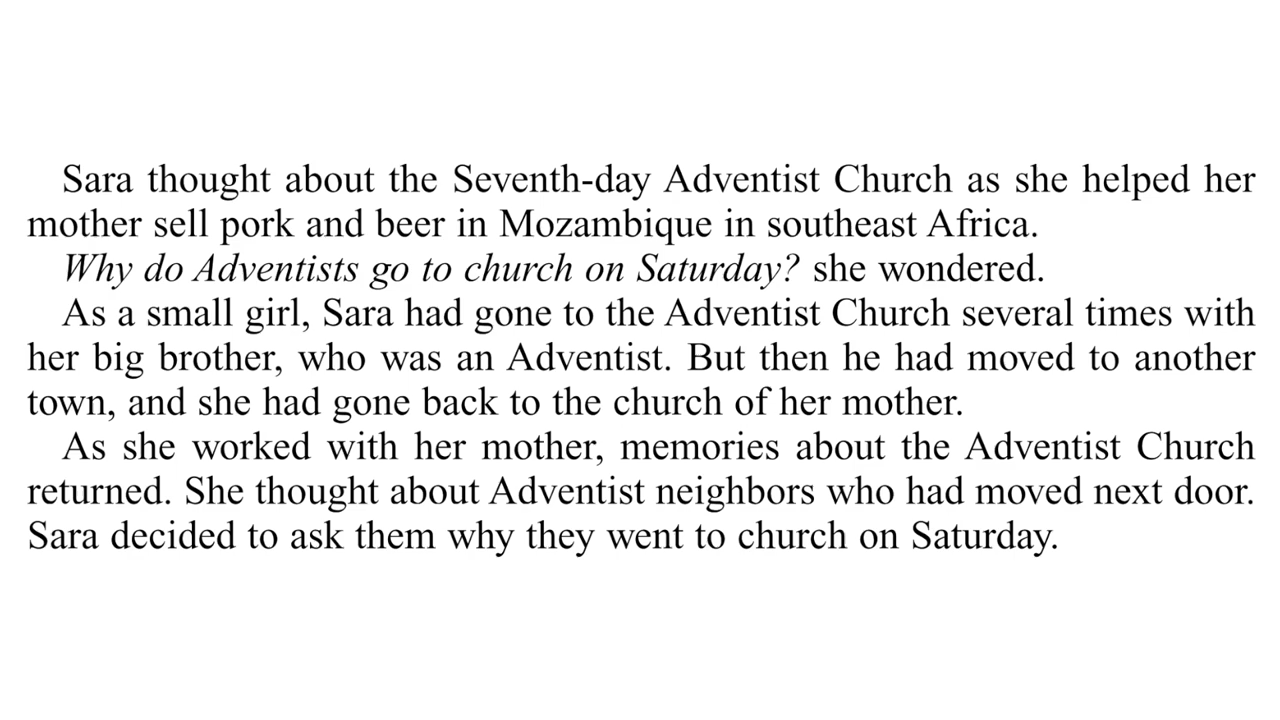 Sara thought about the Seventh-day Adventist Church as she helped her
mother sell pork and beer in Mozambique in southeast Africa.
Why do Adventists go to church on Saturday? she wondered.
As a small girl, Sara had gone to the Adventist Church several times with
her big brother, who was an Adventist. But then he had moved to another
town, and she had gone back to the church of her mother.
As she worked with her mother, memories about the Adventist Church
returned. She thought about Adventist neighbors who had moved next door.
Sara decided to ask them why they went to church on Saturday.